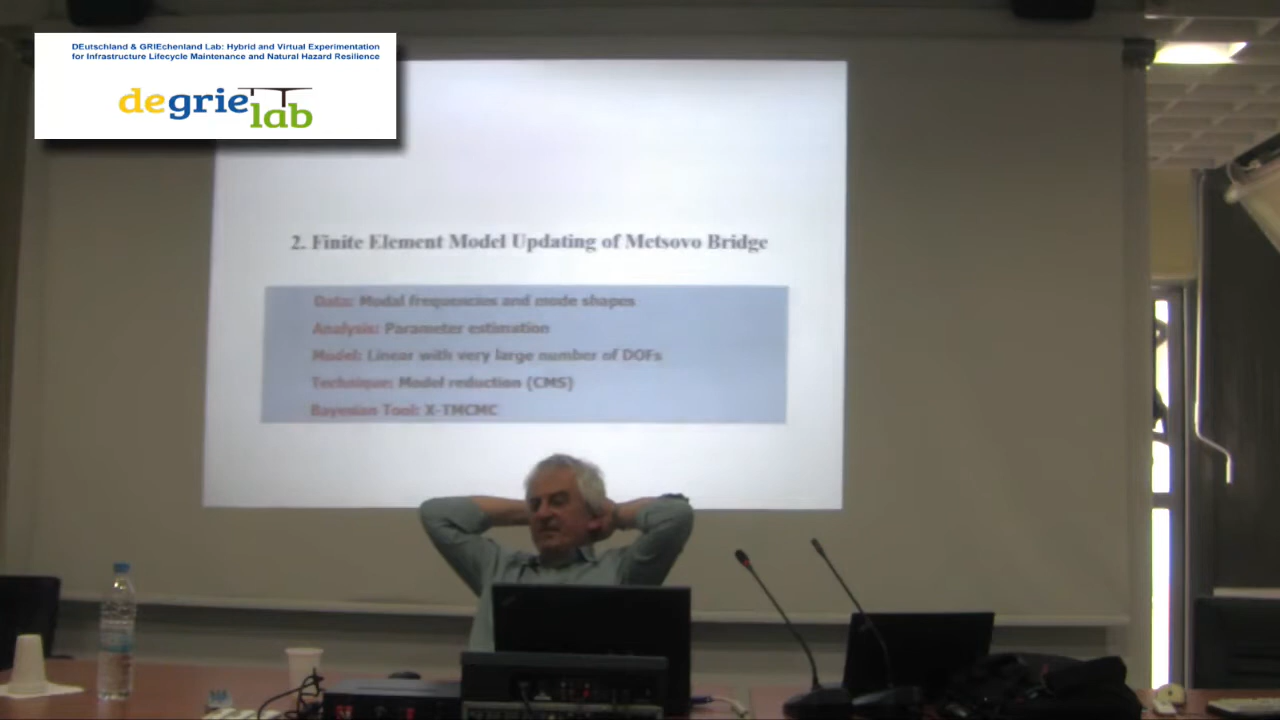 DEutschland & GRIEchenland Lab: Hybrid and Virtual Experimentation
for Infrastructure Lifecycle Maintenance and Natural Hazard Resilience
degrie lab
2. Finite Element Model Updating of Metsovo Bridge
Data: Modal frequencies and mode shapes
Analysis: Parameter estimation
Model: Linear with very large number of DOFs
Technique: Model reduction (CMS)
Bayesian Tool: X-TMCMC